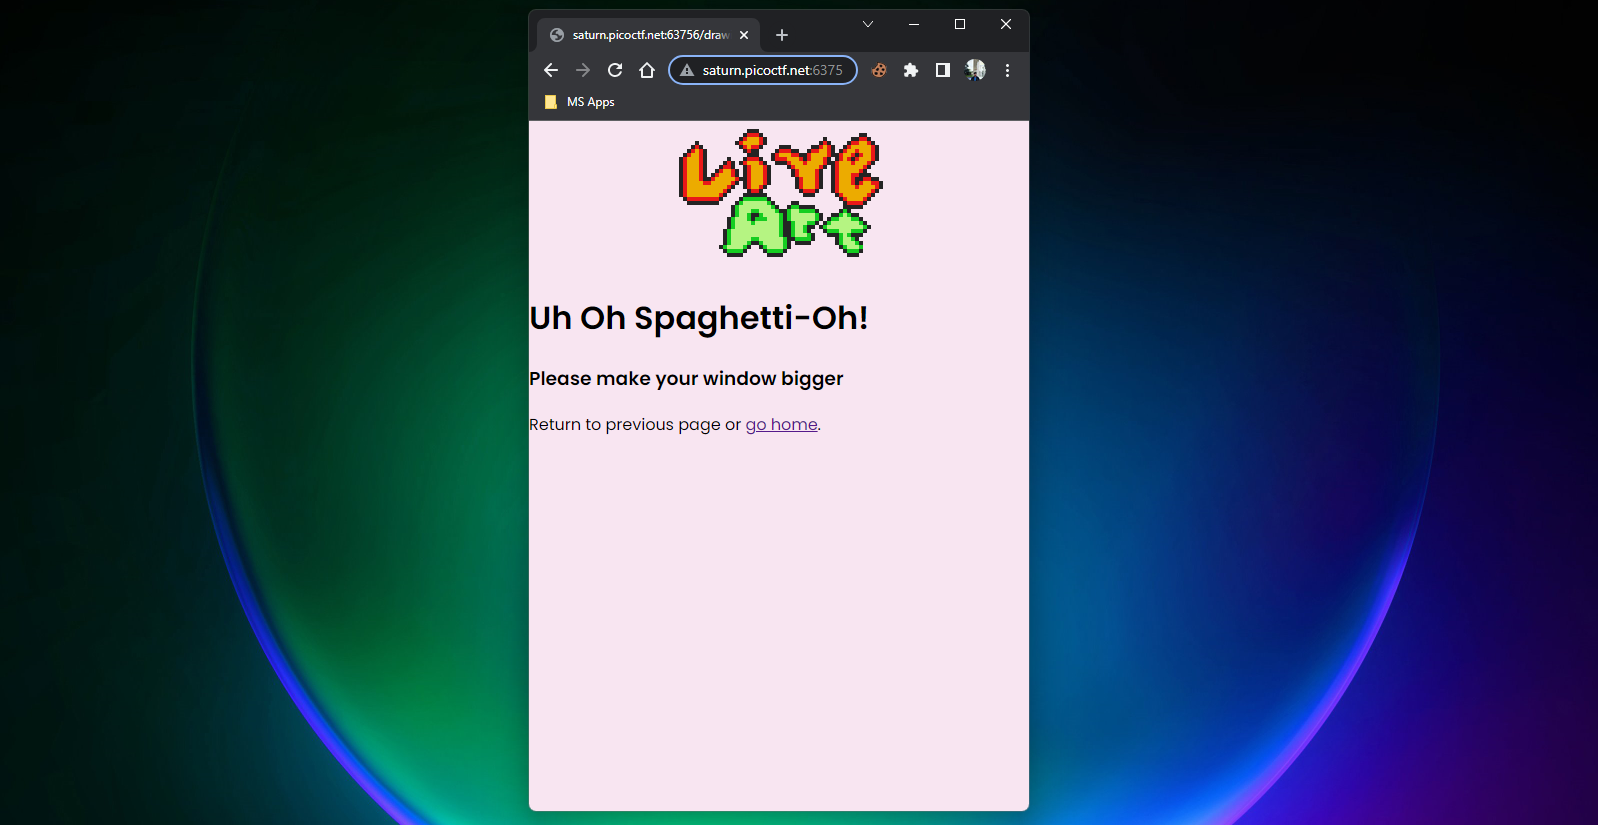 saturn.picoctf.net:63756/draw
saturn.picoctf.net:6375
MS Apps
Live
Art
Uh Oh Spaghetti-Oh!
Please make your window bigger
Return to previous page or go home.